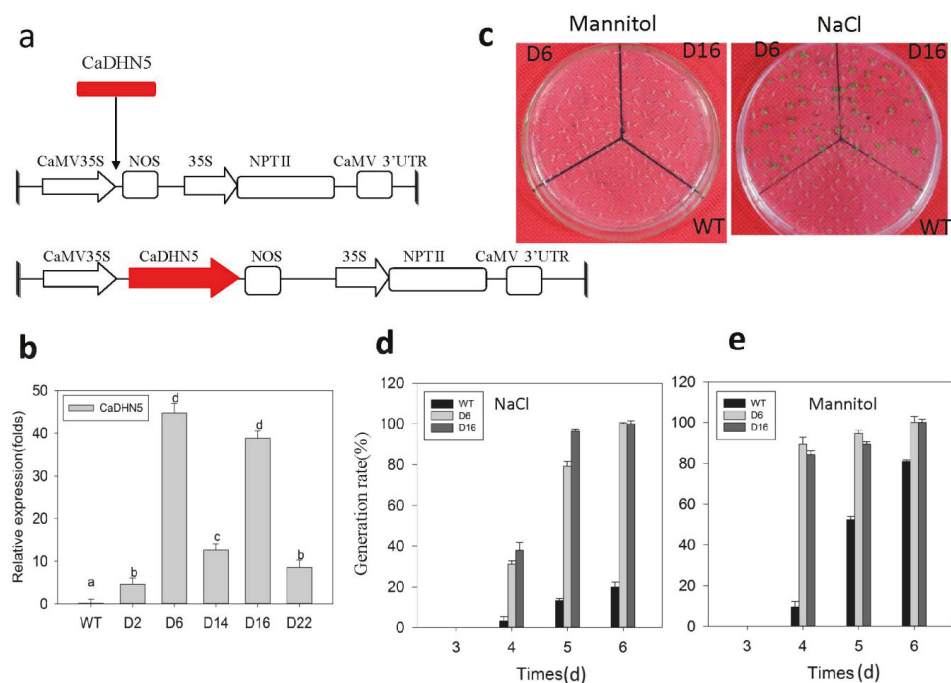 a
CaDHN5
CaMV35S NOS 35S NPTII CaMV 3'UTR
CaMV35S CaDHN5 NOS 35S NPTII CaMV 3'UTR
c
Mannitol NaCl
D6 D16 WT
D6 D16 WT
b
Relative expression(folds)
50
40
30
20
10
0
CaDHN5
a b d c d b
WT D2 D6 D14 D16 D22
d
Generation rate(%)
120
100
80
60
40
20
0
WT
D6
D16
NaCl
3 4 5 6
Times(d)
e
120
100
80
60
40
20
0
WT
D6
D16
Mannitol
3 4 5 6
Times(d)